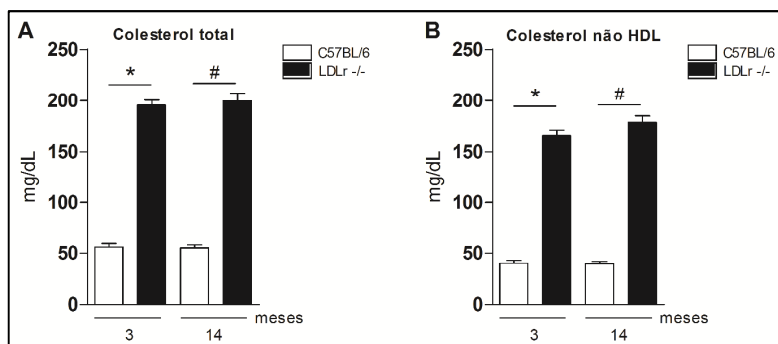 A
Colesterol total
C57BL/6
LDLr -/-
mg/dL
250
200
150
100
50
0
*
#
3
14
meses
B
Colesterol não HDL
C57BL/6
LDLr -/-
mg/dL
250
200
150
100
50
0
*
#
3
14
meses